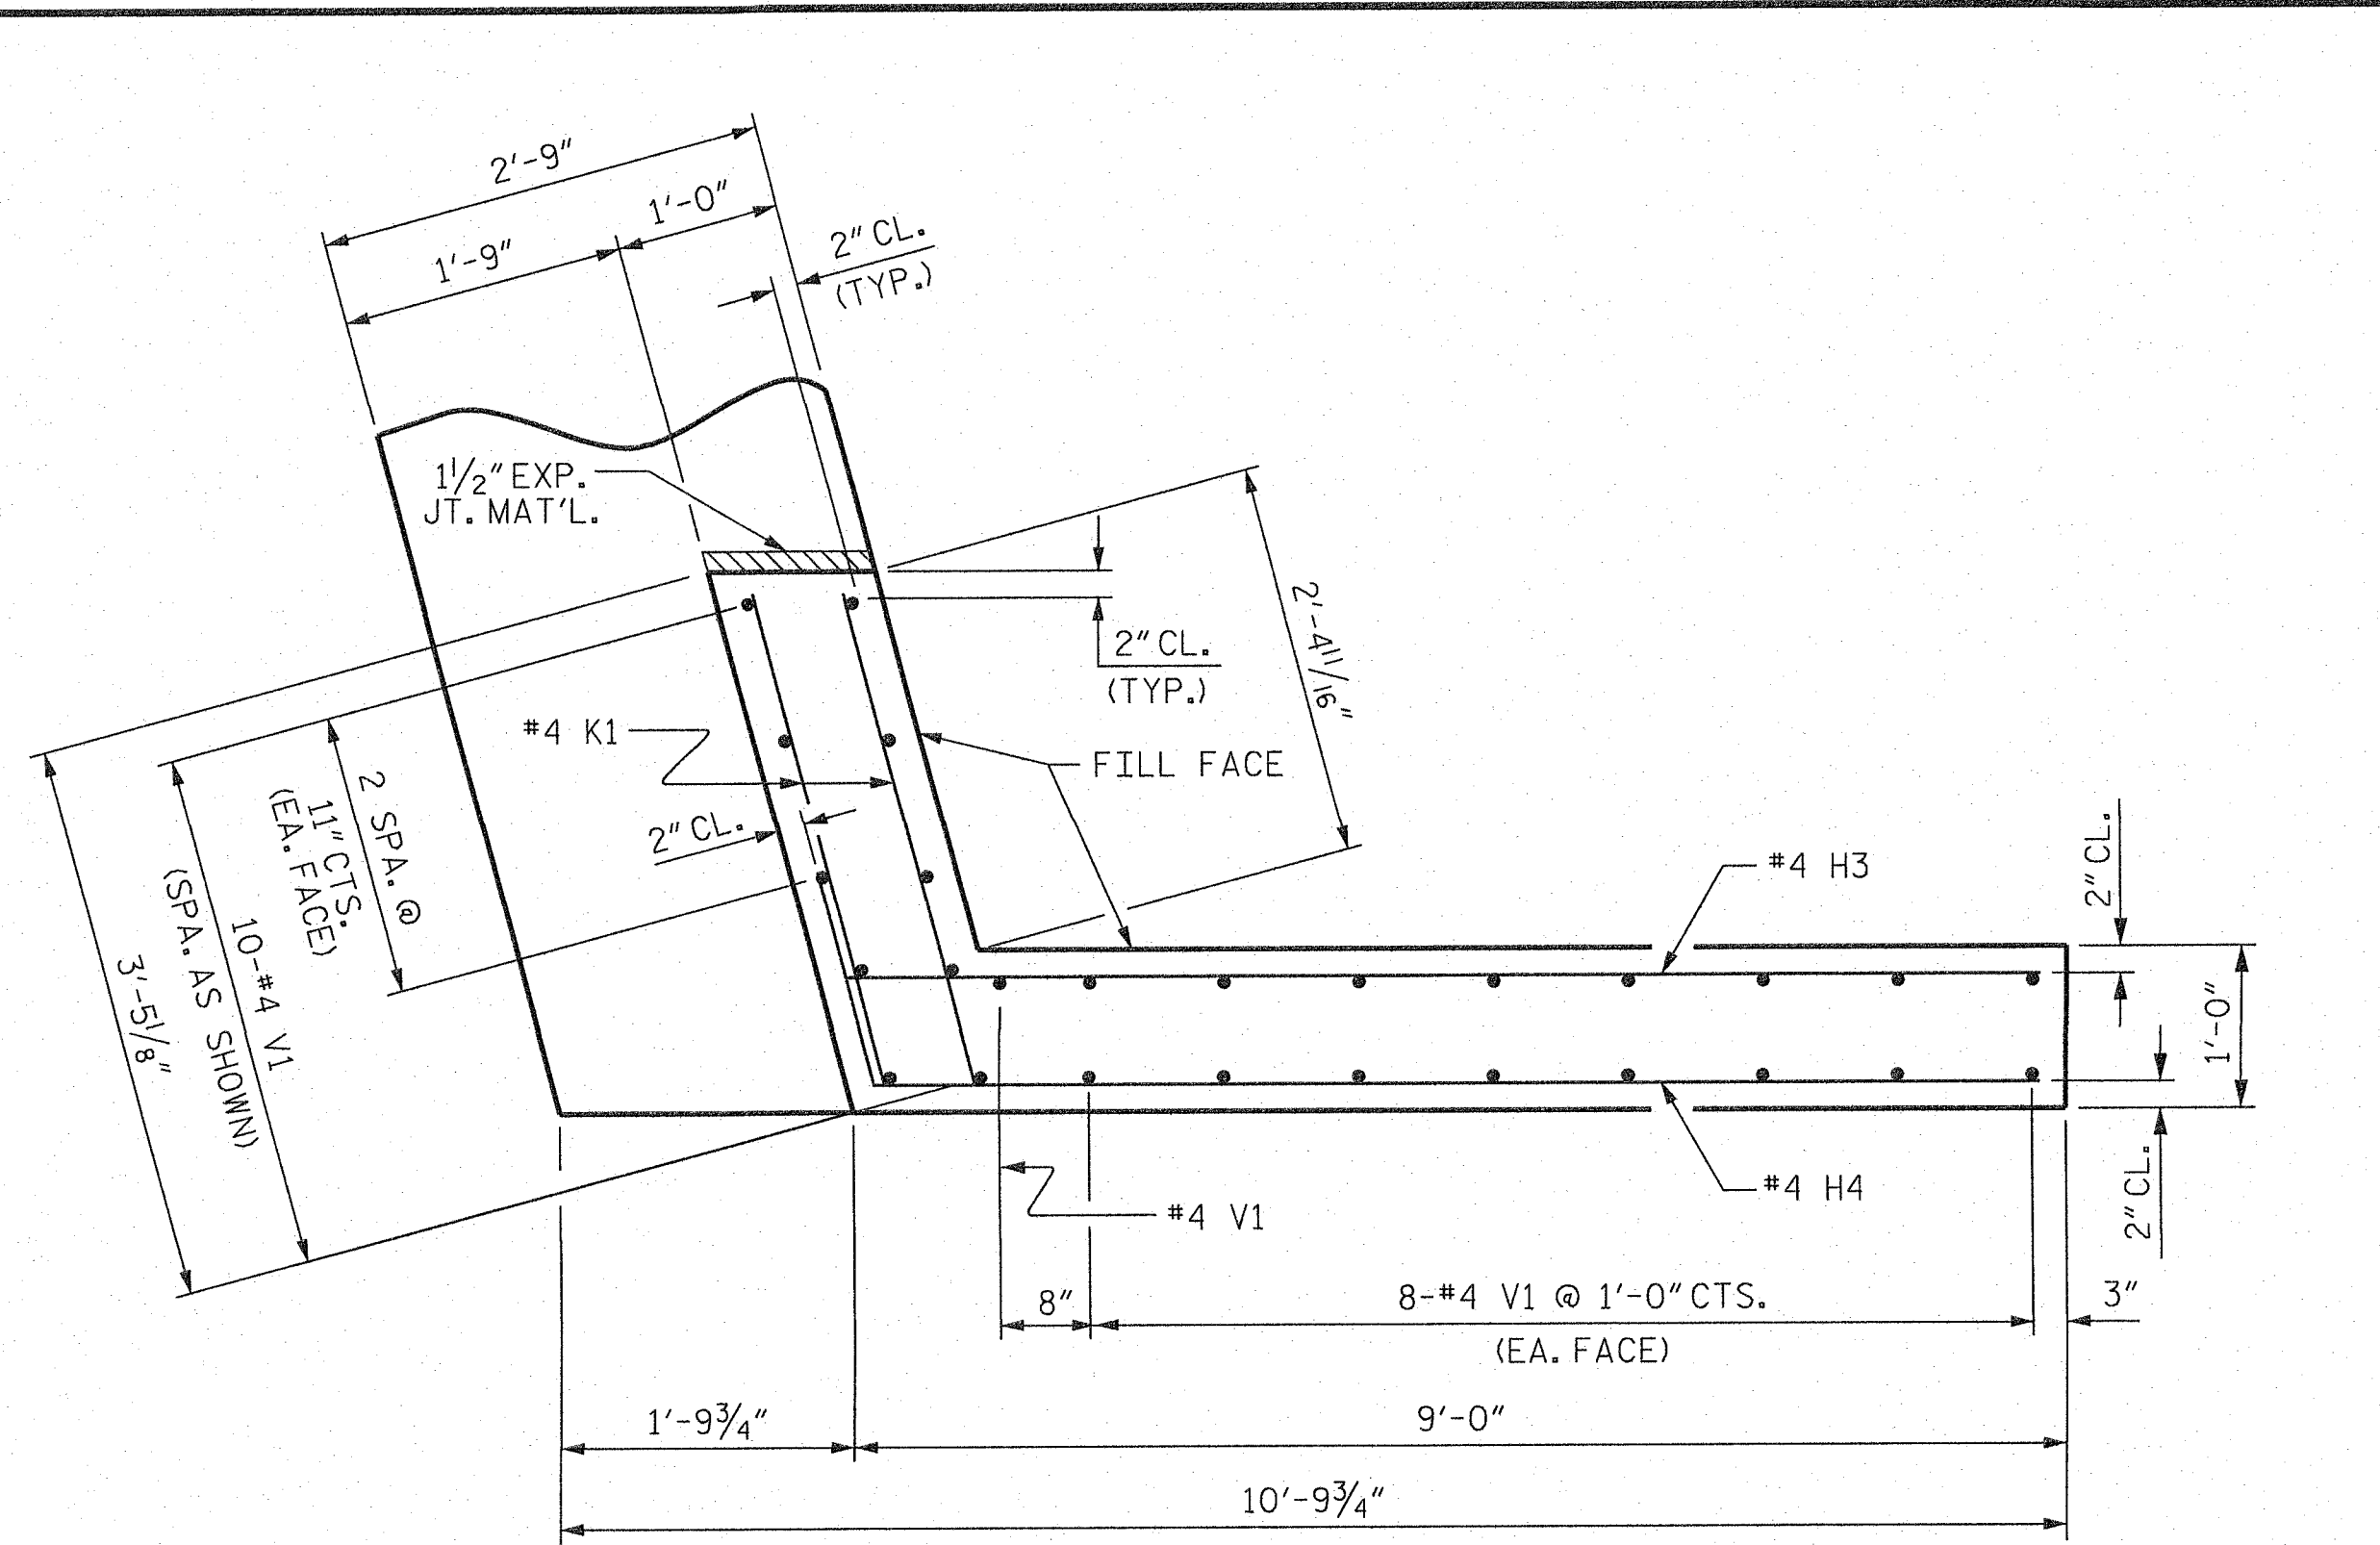 2'-9"
1'-9"
1'-0"
2" CL.
(TYP.)
1 1/2" EXP.
JT. MAT'L.
2" CL.
(TYP.)
2'-4 11/16"
#4 K1
FILL FACE
2" CL.
2 SPA. @
11" CTS.
(EA. FACE)
10-#4 V1
(SPA. AS SHOWN)
3'-5 1/8"
#4 H3
2" CL.
1'-0"
#4 H4
2" CL.
#4 V1
8"
8-#4 V1 @ 1'-0" CTS.
(EA. FACE)
3"
1'-9 3/4"
9'-0"
10'-9 3/4"